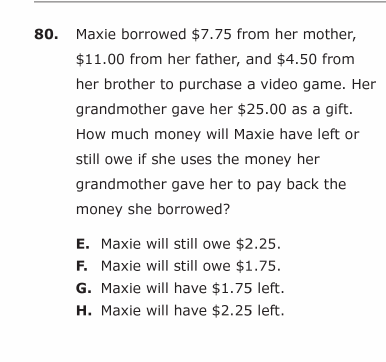 80. Maxie borrowed $7.75 from her mother,
$11.00 from her father, and $4.50 from
her brother to purchase a video game. Her
grandmother gave her $25.00 as a gift.
How much money will Maxie have left or
still owe if she uses the money her
grandmother gave her to pay back the
money she borrowed?
E. Maxie will still owe $2.25.
F. Maxie will still owe $1.75.
G. Maxie will have $1.75 left.
H. Maxie will have $2.25 left.